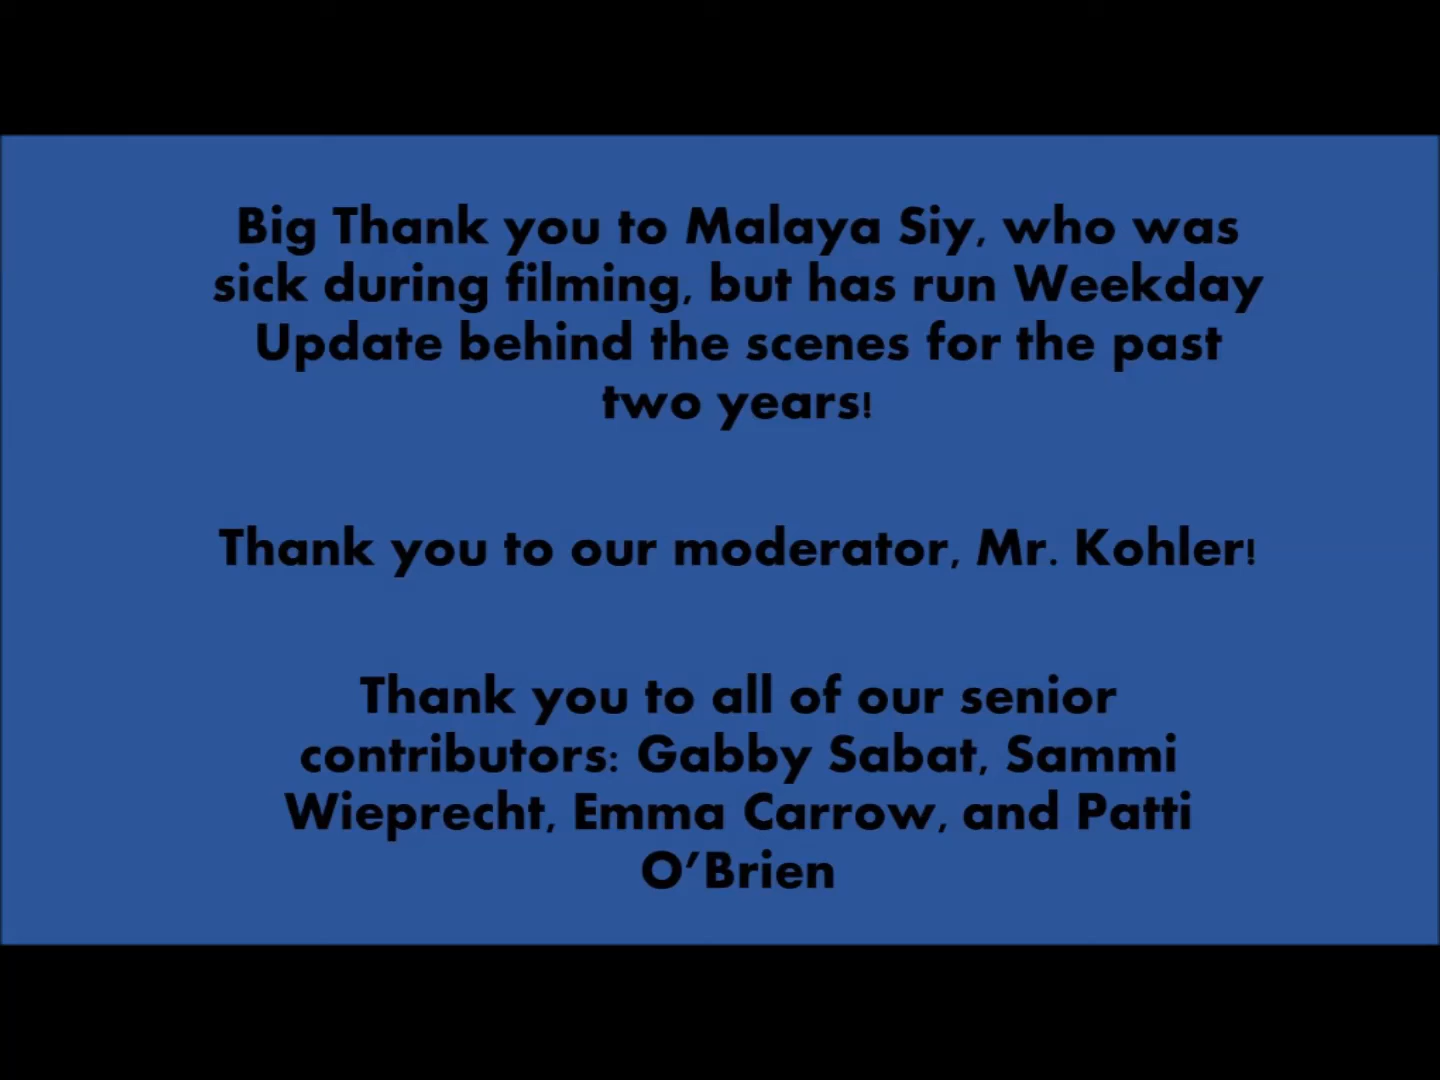 Big Thank you to Malaya Siy, who was
sick during filming, but has run Weekday
Update behind the scenes for the past
two years!
Thank you to our moderator, Mr. Kohler!
Thank you to all of our senior
contributors: Gabby Sabat, Sammi
Wieprecht, Emma Carrow, and Patti
O’Brien